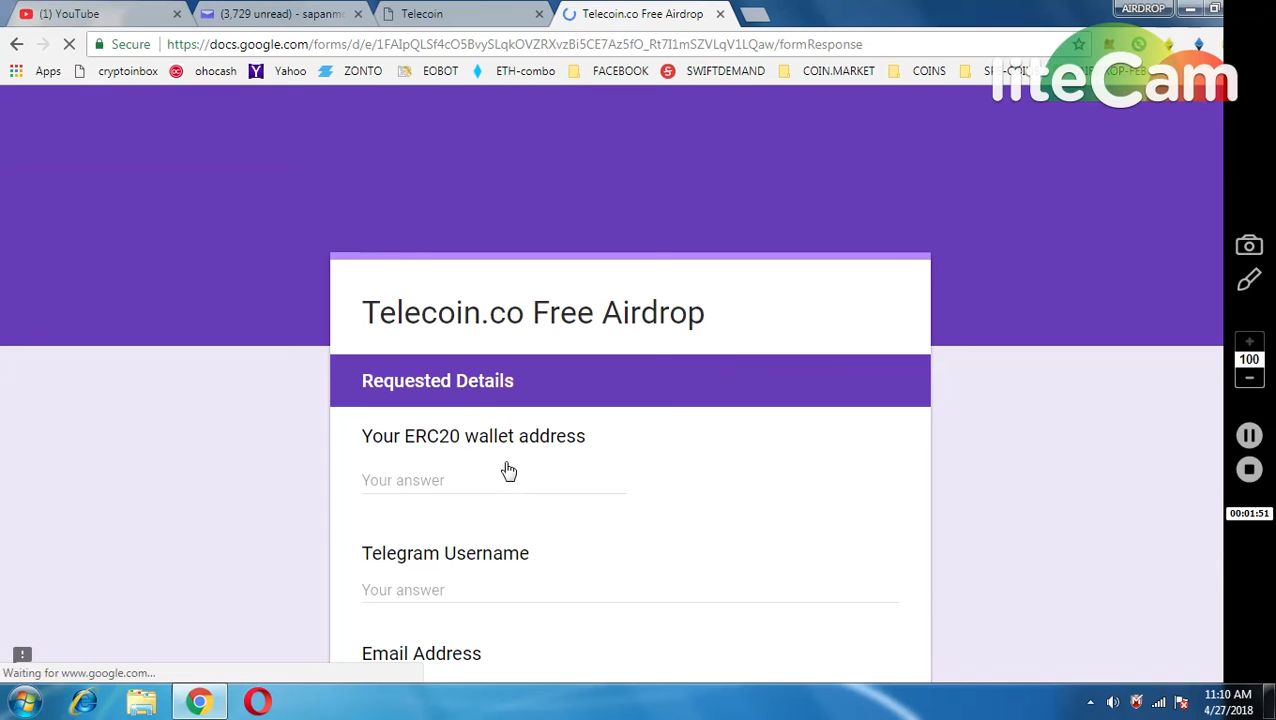 (1) YouTube
(3,729 unread) - sapanm
Telecoin
Telecoin.co Free Airdrop
AIRDROP
Secure
https://docs.google.com/forms/d/e/1FAIpQLSf4cO5BvySLqkOVZRXvzBi5CE7Az5fO_Rt7I1mSZVLqV1LQaw/formResponse
Apps
cryptoinbox
ohocash
Yahoo
ETH-combo
FACEBOOK
SWIFTDEMAND
COIN.MARKET
COINS
liteCam
Telecoin.co Free Airdrop
Requested Details
Your ERC20 wallet address
Your answer
Telegram Username
Your answer
Email Address
100
00:01:51
Waiting for www.google.com...
11:10 AM
4/27/2018